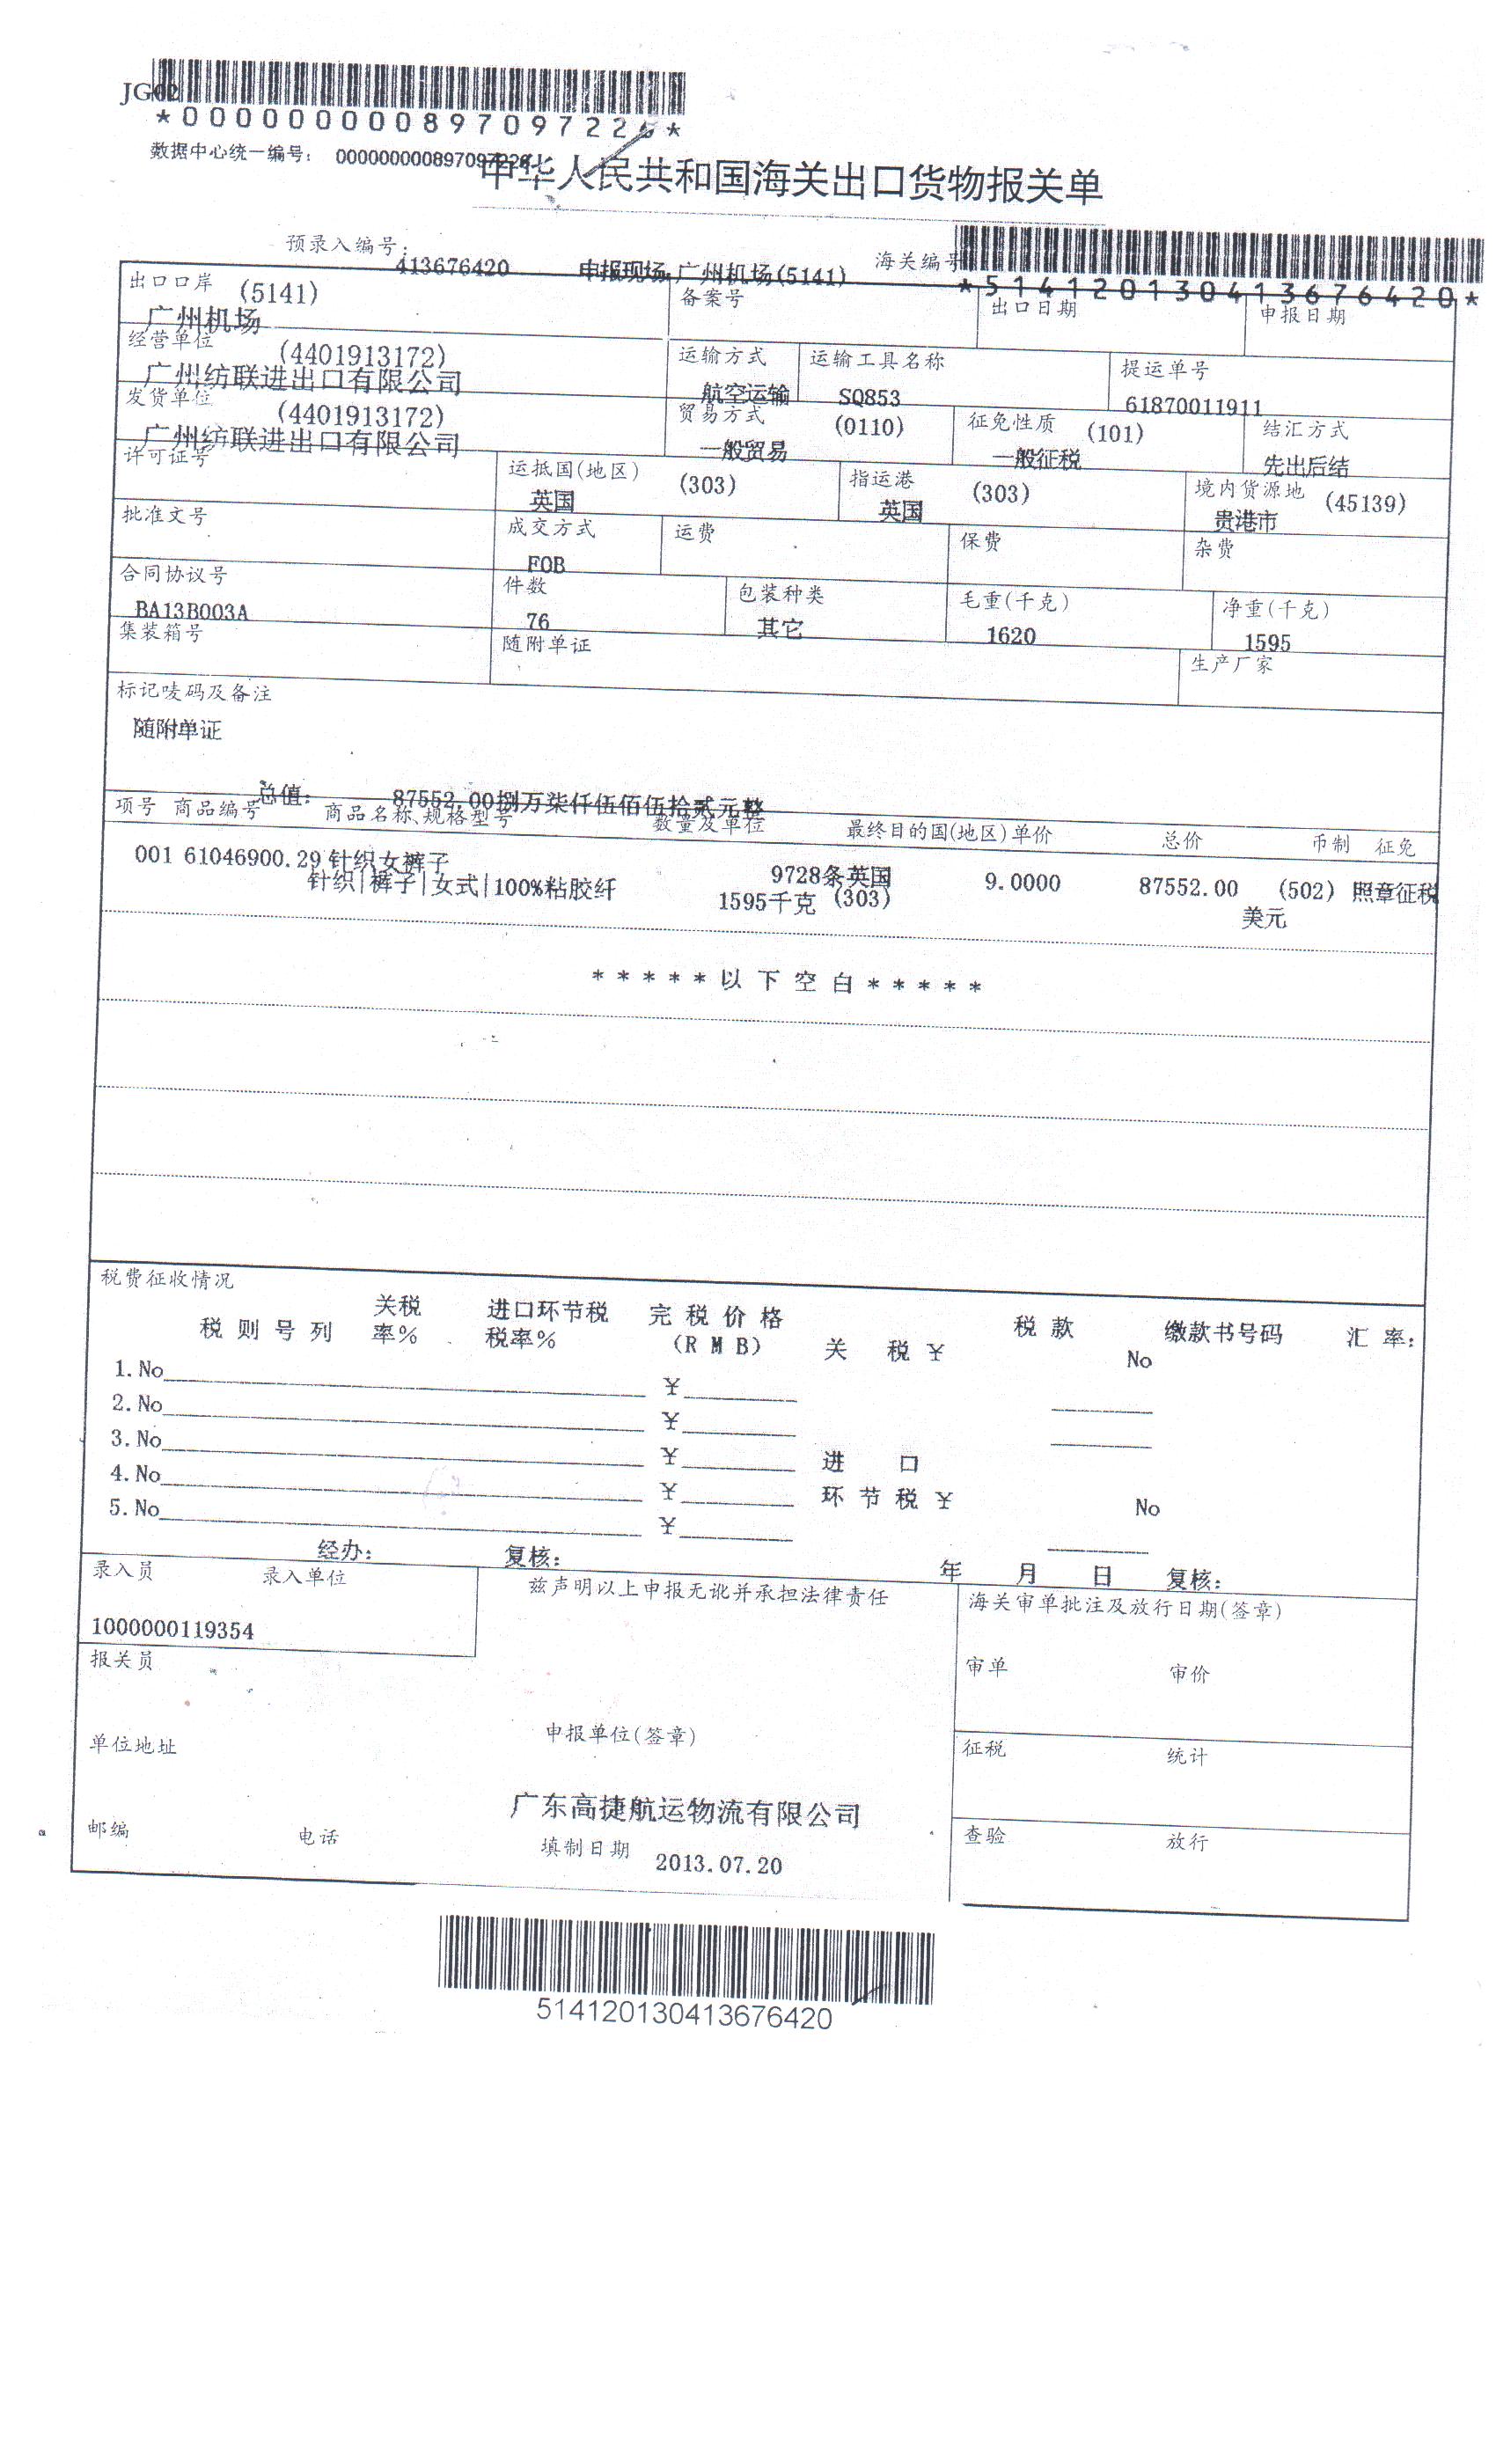 JG02
*000000000897097226*
数据中心统一编号： 000000000897097226
中华人民共和国海关出口货物报关单
预录入编号： 413676420 申报现场：广州机场(5141) 海关编号
*514120130413676420*
出口口岸 (5141) 备案号 出口日期 申报日期
广州机场
经营单位 (4401913172) 运输方式 运输工具名称 提运单号
广州纺联进出口有限公司 航空运输 SQ853 61870011911
发货单位 (4401913172) 贸易方式 (0110) 征免性质 (101) 结汇方式
广州纺联进出口有限公司 一般贸易 一般征税 先出后结
许可证号 运抵国(地区) (303) 指运港 (303) 境内货源地 (45139)
英国 英国 贵港市
批准文号 成交方式 运费 保费 杂费
FOB
合同协议号 件数 包装种类 毛重(千克) 净重(千克)
BA13B003A 76 其它 1620 1595
集装箱号 随附单证 生产厂家
标记唛码及备注
随附单证
总值： 87552.00捌万柒仟伍佰伍拾贰元整
项号 商品编号 商品名称、规格型号 数量及单位 最终目的国(地区)单价 总价 币制 征免
001 61046900.29 针织女裤子 9728条英国 9.0000 87552.00 (502) 照章征税
针织|裤子|女式|100%粘胶纤 1595千克 (303) 美元
*****以下空白*****
税费征收情况
税则号列 关税率% 进口环节税税率% 完税价格(RMB) 关 税￥ 税款 No 缴款书号码 汇率：
1.No ￥
2.No ￥
3.No ￥ 进 口
4.No ￥ 环节税￥ No
5.No ￥
经办： 复核： 年 月 日 复核：
录入员 录入单位 兹声明以上申报无讹并承担法律责任 海关审单批注及放行日期(签章)
1000000119354
报关员 审单 审价
单位地址 申报单位(签章) 征税 统计
广东高捷航运物流有限公司
邮编 电话 填制日期 2013.07.20 查验 放行
514120130413676420